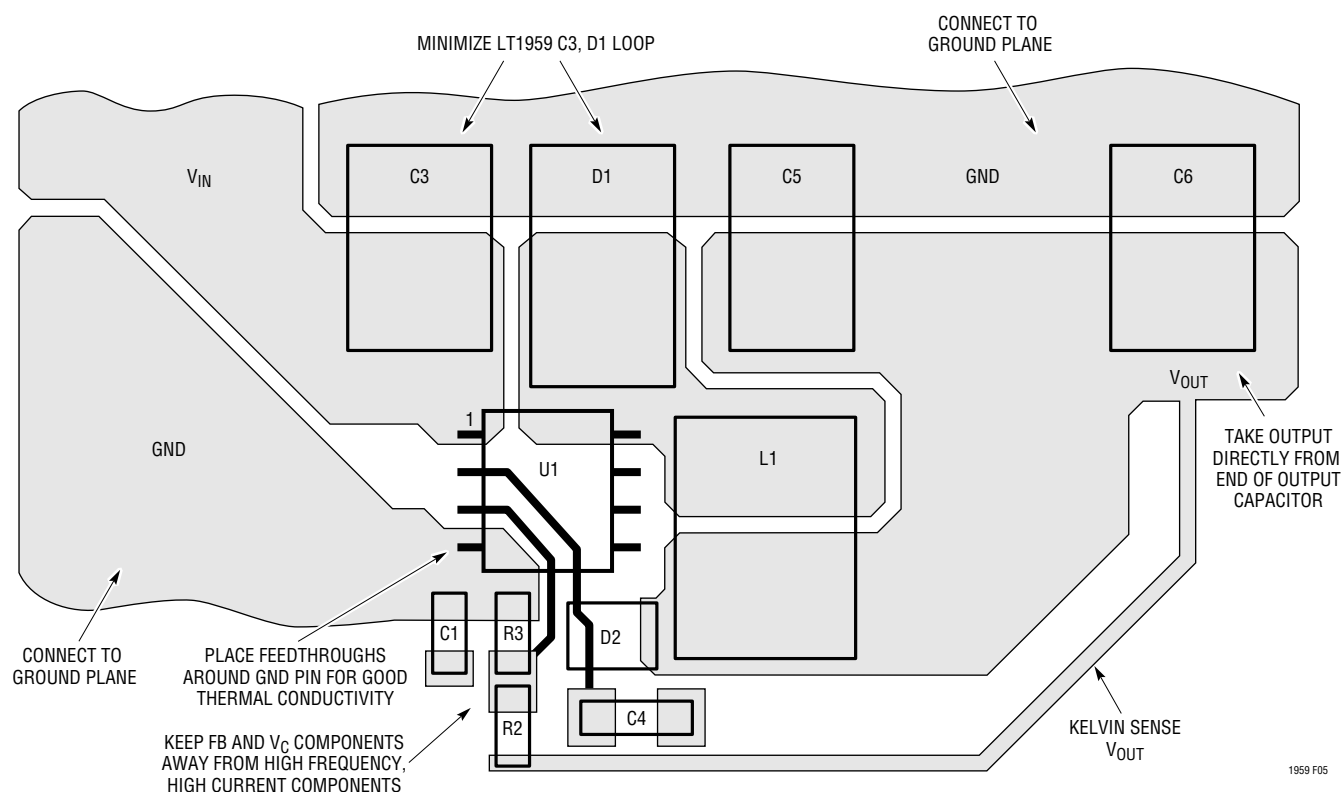 MINIMIZE LT1959 C3, D1 LOOP
CONNECT TO
GROUND PLANE
VIN
C3
D1
C5
GND
C6
VOUT
TAKE OUTPUT
DIRECTLY FROM
END OF OUTPUT
CAPACITOR
1
U1
L1
GND
C1
R3
D2
CONNECT TO
GROUND PLANE
PLACE FEEDTHROUGHS
AROUND GND PIN FOR GOOD
THERMAL CONDUCTIVITY
R2
C4
KEEP FB AND VC COMPONENTS
AWAY FROM HIGH FREQUENCY,
HIGH CURRENT COMPONENTS
KELVIN SENSE
VOUT
1959 F05